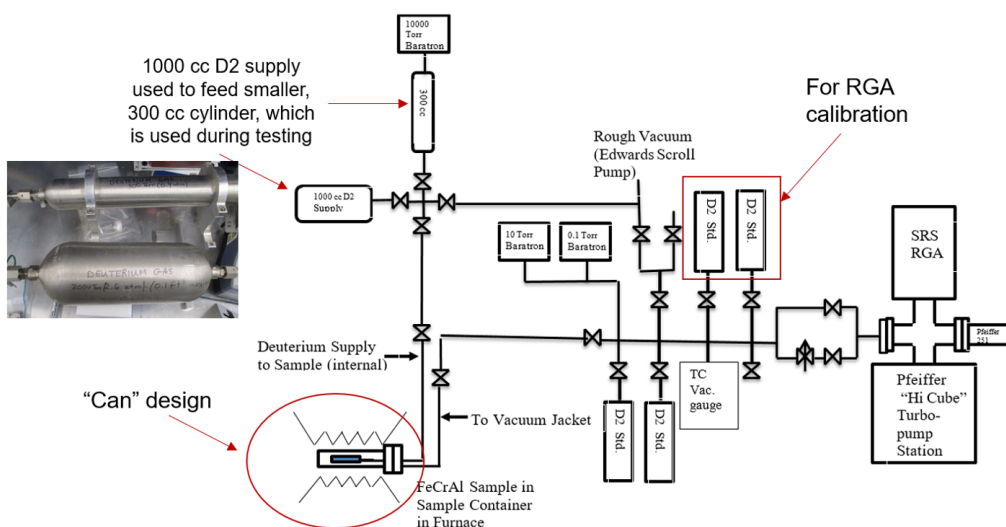 10000
Torr
Baratron
1000 cc D2 supply
used to feed smaller,
300 cc cylinder, which
is used during testing
300 cc
For RGA
calibration
Rough Vacuum
(Edwards Scroll
Pump)
DEUTERIUM GAS
DEUTERIUM GAS
1000 cc D2
Supply
10 Torr
Baratron
0.1 Torr
Baratron
D2 Std.
D2 Std.
SRS
RGA
Pfeiffer
251
Deuterium Supply
to Sample (internal)
"Can" design
To Vacuum Jacket
TC
Vac.
gauge
D2 Std.
D2 Std.
Pfeiffer
"Hi Cube"
Turbo-
pump
Station
FeCrAl Sample in
Sample Container
in Furnace